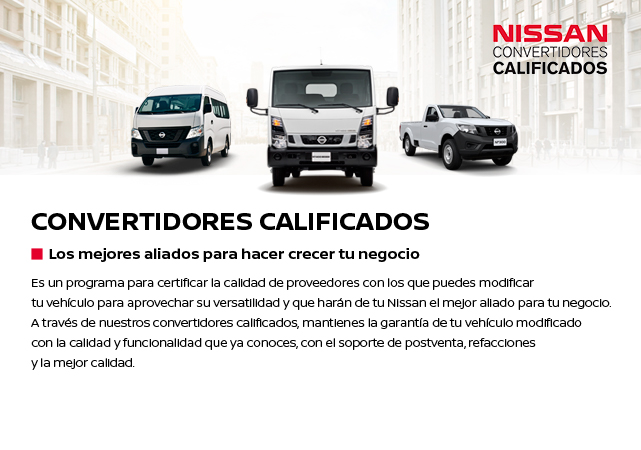 NISSAN
CONVERTIDORES
CALIFICADOS
CONVERTIDORES CALIFICADOS
Los mejores aliados para hacer crecer tu negocio
Es un programa para certificar la calidad de proveedores con los que puedes modificar
tu vehículo para aprovechar su versatilidad y que harán de tu Nissan el mejor aliado para tu negocio.
A través de nuestros convertidores calificados, mantienes la garantía de tu vehículo modificado
con la calidad y funcionalidad que ya conoces, con el soporte de postventa, refacciones
y la mejor calidad.